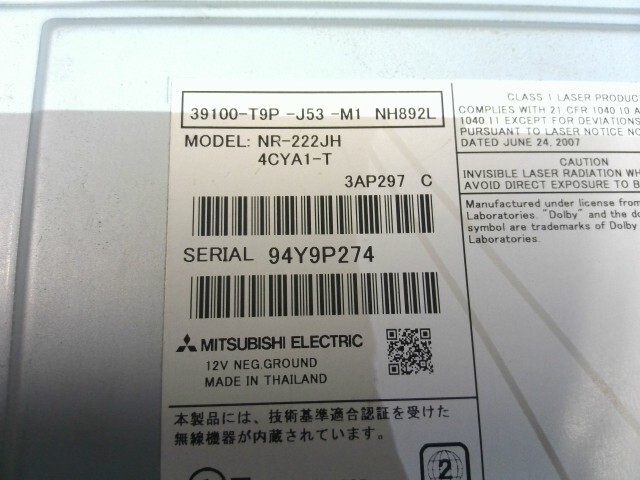 39100-T9P -J53 -M1 NH892L
MODEL: NR-222JH
4CYA1-T
3AP297 C
SERIAL 94Y9P274
MITSUBISHI ELECTRIC
12V NEG.GROUND
MADE IN THAILAND
本製品には、技術基準適合認証を受けた
無線機器が内蔵されています。
2
CLASS 1 LASER PRODUC
COMPLIES WITH 21 CFR 1040.10 A
1040.11 EXCEPT FOR DEVIATIONS
PURSUANT TO LASER NOTICE NO
DATED JUNE 24, 2007
CAUTION
INVISIBLE LASER RADIATION WH
AVOID DIRECT EXPOSURE TO B
Manufactured under license from
Laboratories. "Dolby" and the do
symbol are trademarks of Dolby
Laboratories.